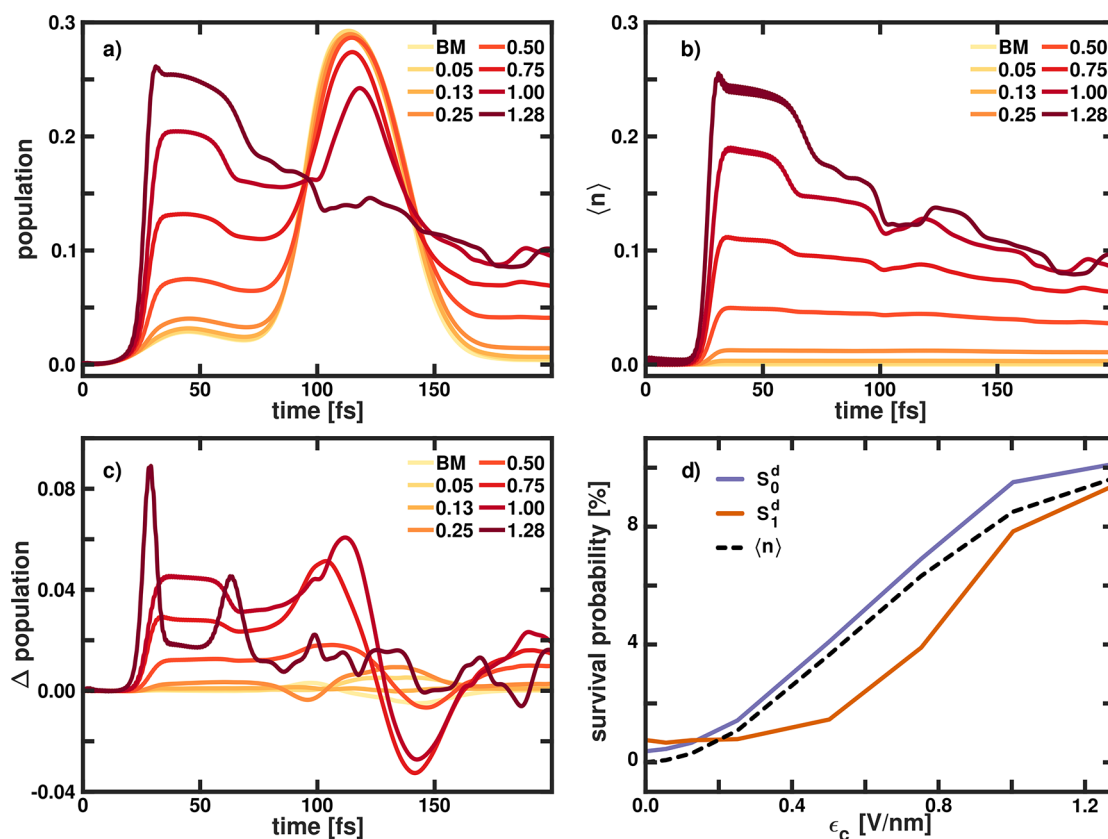 a)
BM 0.50
0.05 0.75
0.13 1.00
0.25 1.28
population
0.3
0.2
0.1
0.0
0 50 100 150
time [fs]
b)
BM 0.50
0.05 0.75
0.13 1.00
0.25 1.28
⟨n⟩
0.3
0.2
0.1
0.0
0 50 100 150
time [fs]
c)
BM 0.50
0.05 0.75
0.13 1.00
0.25 1.28
Δ population
0.08
0.04
0.00
-0.04
0 50 100 150
time [fs]
d)
S₀ᵈ
S₁ᵈ
⟨n⟩
survival probability [%]
8
4
0
0.0 0.4 0.8 1.2
ϵ_c [V/nm]